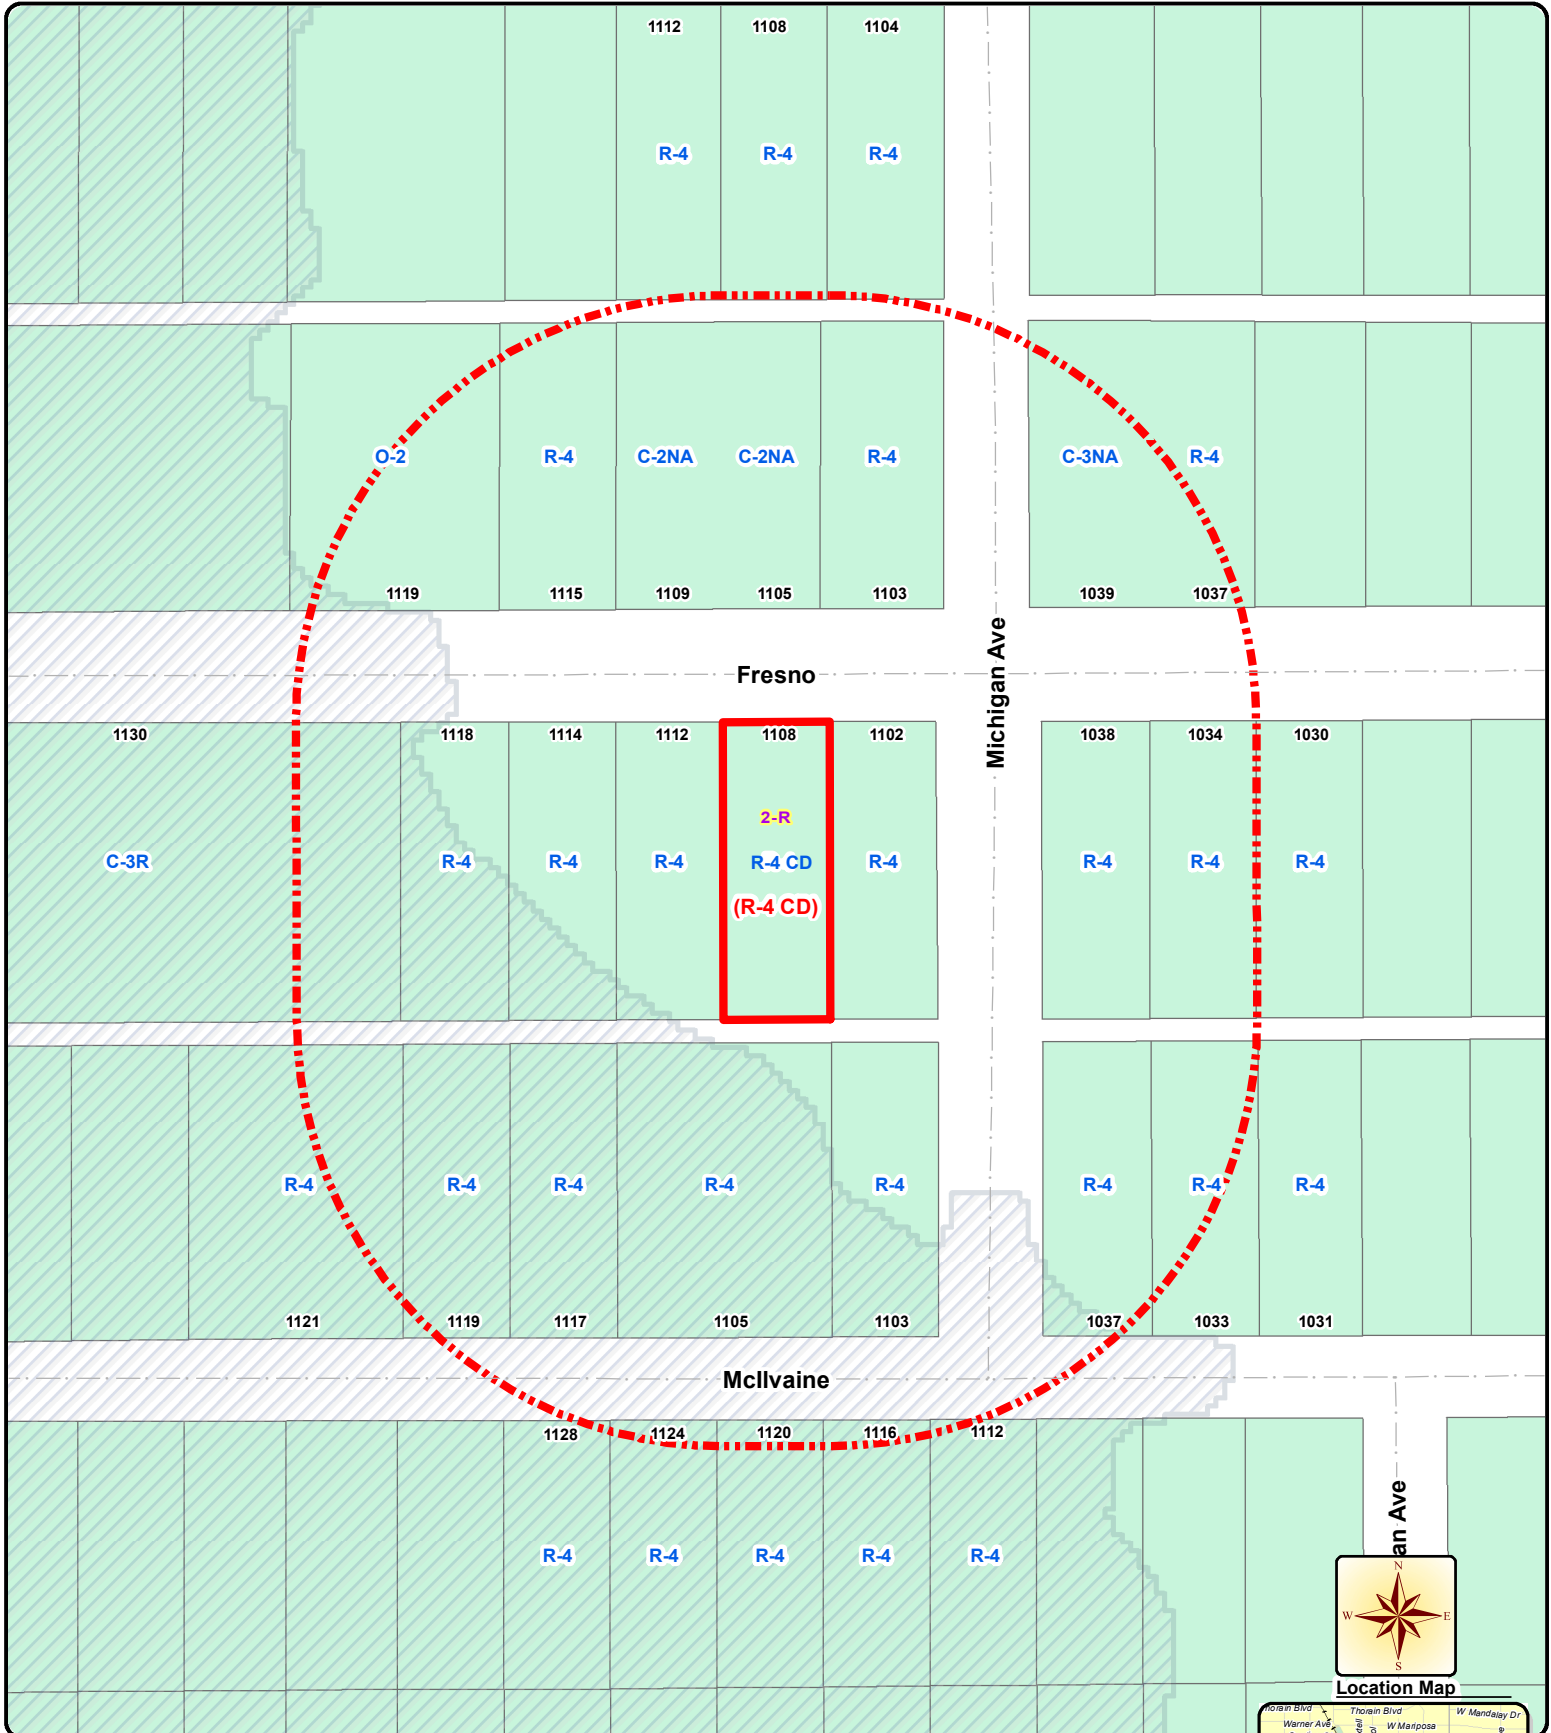 1112 1108 1104
R-4 R-4 R-4
O-2 R-4 C-2NA C-2NA R-4 C-3NA R-4
1119 1115 1109 1105 1103 1039 1037
Fresno
Michigan Ave
1130 1118 1114 1112 1108 1102 1038 1034 1030
2-R
C-3R R-4 R-4 R-4 R-4 CD R-4 R-4 R-4 R-4
(R-4 CD)
R-4 R-4 R-4 R-4 R-4 R-4 R-4 R-4
1121 1119 1117 1105 1103 1037 1033 1031
McIlvaine
1128 1124 1120 1116 1112
an Ave
R-4 R-4 R-4 R-4 R-4
N
W E
S
Location Map
Thorain Blvd W Mandalay Dr
Warner Ave W Mariposa